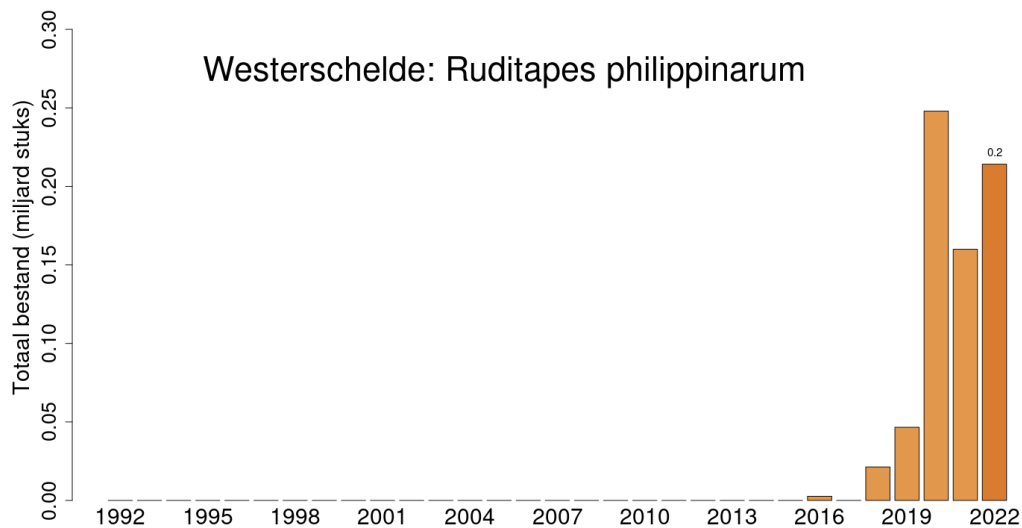 Westerschelde: Ruditapes philippinarum
Totaal bestand (miljard stuks)
0.30
0.25
0.20
0.15
0.10
0.05
0.00
0.2
1992 1995 1998 2001 2004 2007 2010 2013 2016 2019 2022